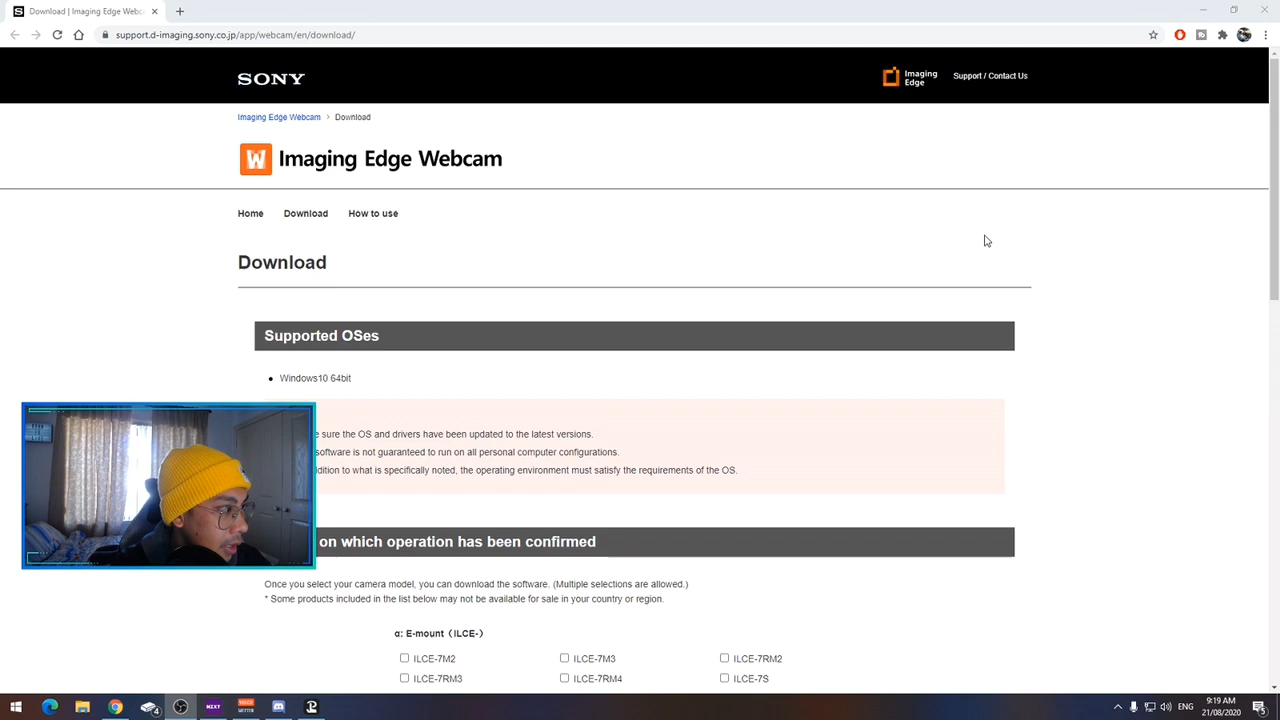 Download | Imaging Edge Webc
support.d-imaging.sony.co.jp/app/webcam/en/download/
SONY
Imaging Edge
Support / Contact Us
Imaging Edge Webcam > Download
W Imaging Edge Webcam
Home Download How to use
Download
Supported OSes
• Windows10 64bit
sure the OS and drivers have been updated to the latest versions.
software is not guaranteed to run on all personal computer configurations.
to what is specifically noted, the operating environment must satisfy the requirements of the OS.
on which operation has been confirmed
Once you select your camera model, you can download the software. (Multiple selections are allowed.)
* Some products included in the list below may not be available for sale in your country or region.
α: E-mount（ILCE-）
ILCE-7M2 ILCE-7M3 ILCE-7RM2
ILCE-7RM3 ILCE-7RM4 ILCE-7S
NZXT
ENG
9:19 AM
21/08/2020